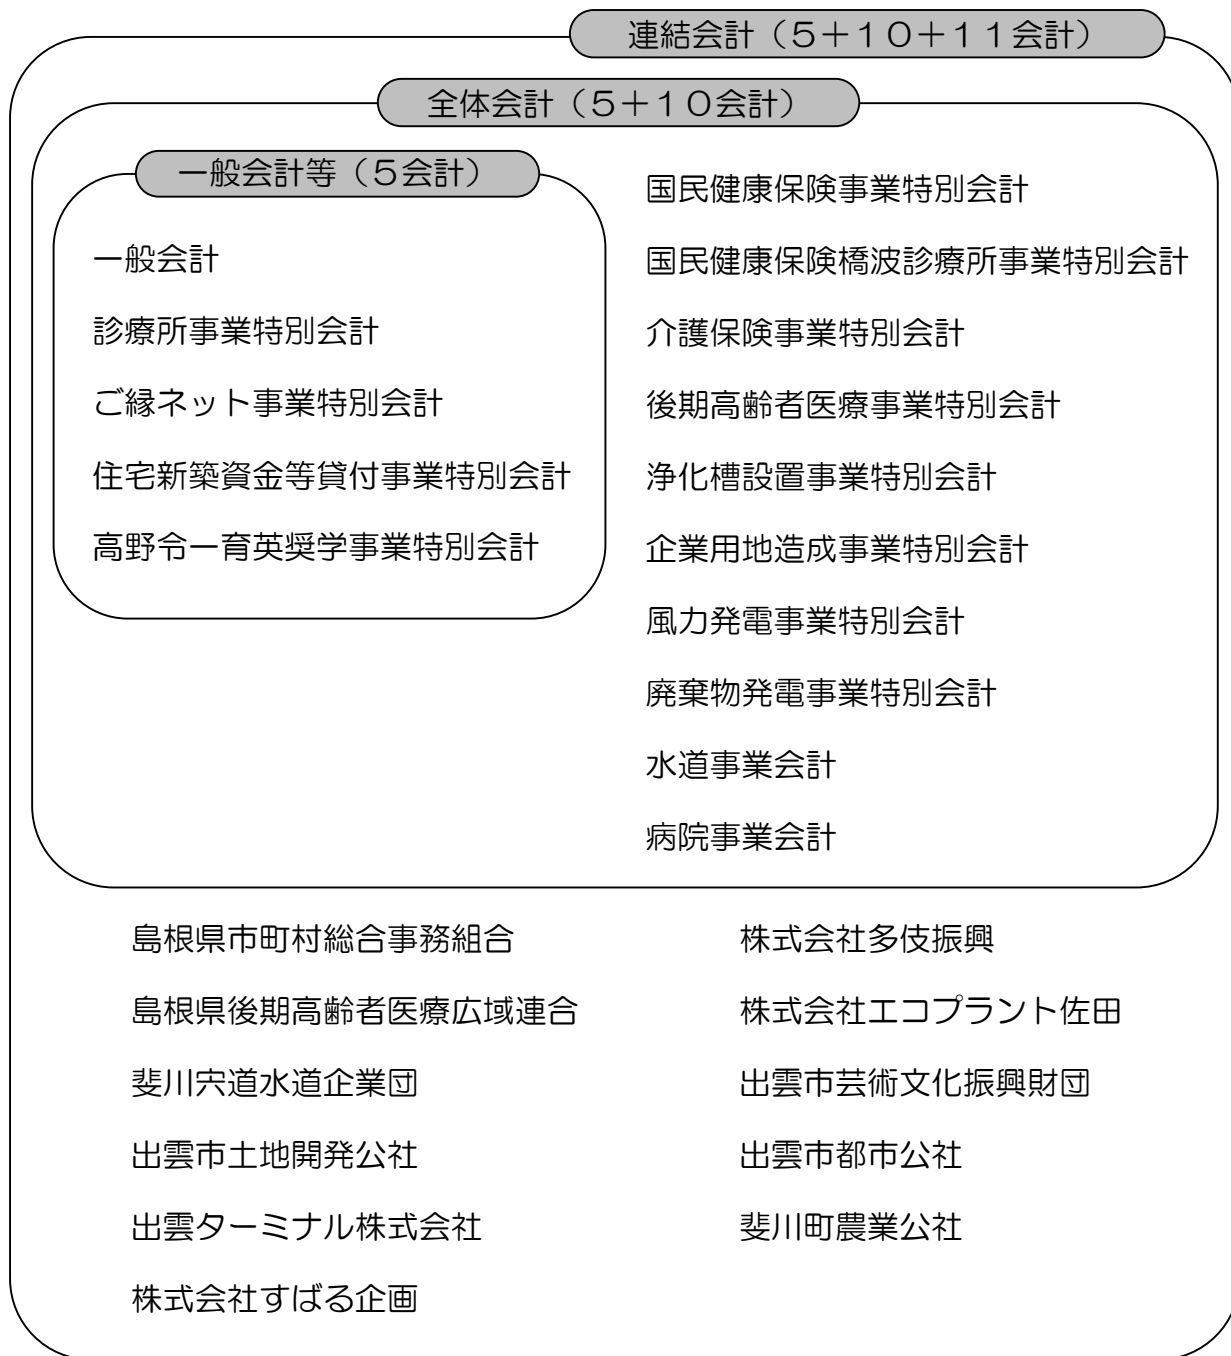 連結会計（５＋１０＋１１会計）
全体会計（５＋１０会計）
一般会計等（５会計）
一般会計
診療所事業特別会計
ご縁ネット事業特別会計
住宅新築資金等貸付事業特別会計
高野令一育英奨学事業特別会計
国民健康保険事業特別会計
国民健康保険橋波診療所事業特別会計
介護保険事業特別会計
後期高齢者医療事業特別会計
浄化槽設置事業特別会計
企業用地造成事業特別会計
風力発電事業特別会計
廃棄物発電事業特別会計
水道事業会計
病院事業会計
島根県市町村総合事務組合
島根県後期高齢者医療広域連合
斐川宍道水道企業団
出雲市土地開発公社
出雲ターミナル株式会社
株式会社すばる企画
株式会社多伎振興
株式会社エコプラント佐田
出雲市芸術文化振興財団
出雲市都市公社
斐川町農業公社